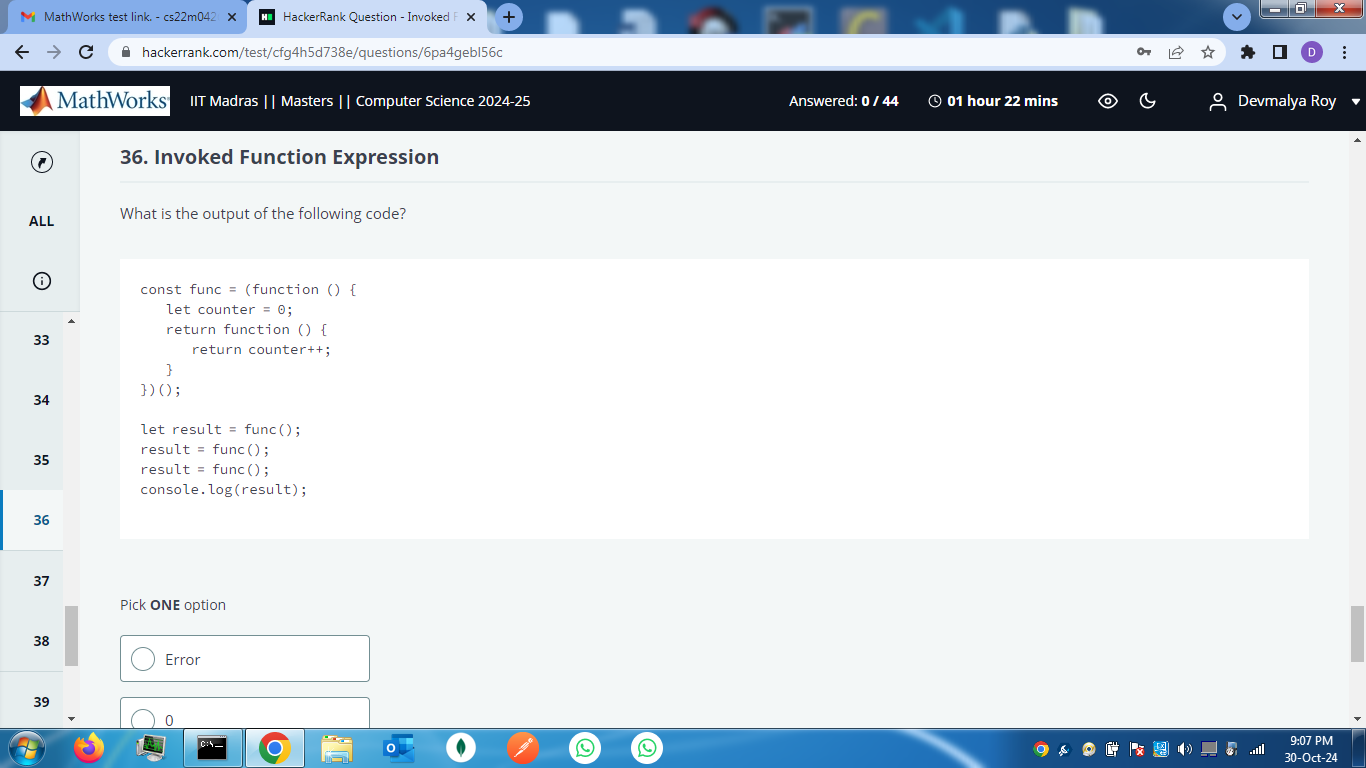 MathWorks test link. - cs22m042
HackerRank Question - Invoked F
hackerrank.com/test/cfg4h5d738e/questions/6pa4gebl56c
D
MathWorks
IIT Madras || Masters || Computer Science 2024-25
Answered: 0 / 44
01 hour 22 mins
Devmalya Roy
ALL
33
34
35
36
37
38
39
36. Invoked Function Expression
What is the output of the following code?
const func = (function () {
let counter = 0;
return function () {
return counter++;
}
})();
let result = func();
result = func();
result = func();
console.log(result);
Pick ONE option
Error
0
9:07 PM
30-Oct-24